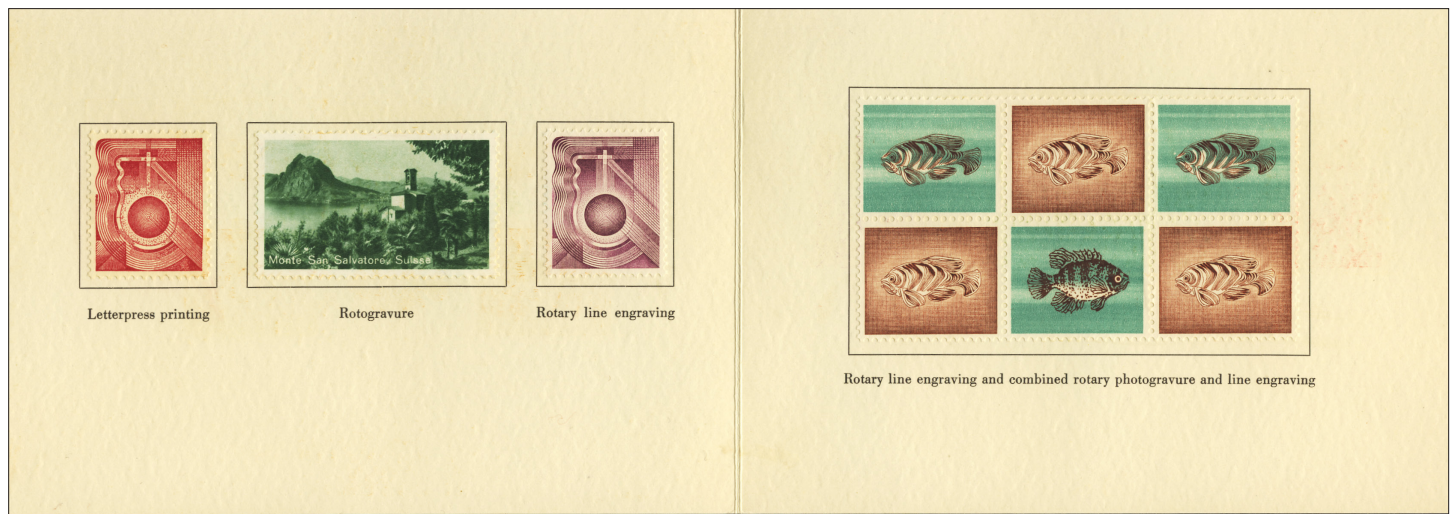 Monte San Salvatore, Suisse
Letterpress printing
Rotogravure
Rotary line engraving
Rotary line engraving and combined rotary photogravure and line engraving